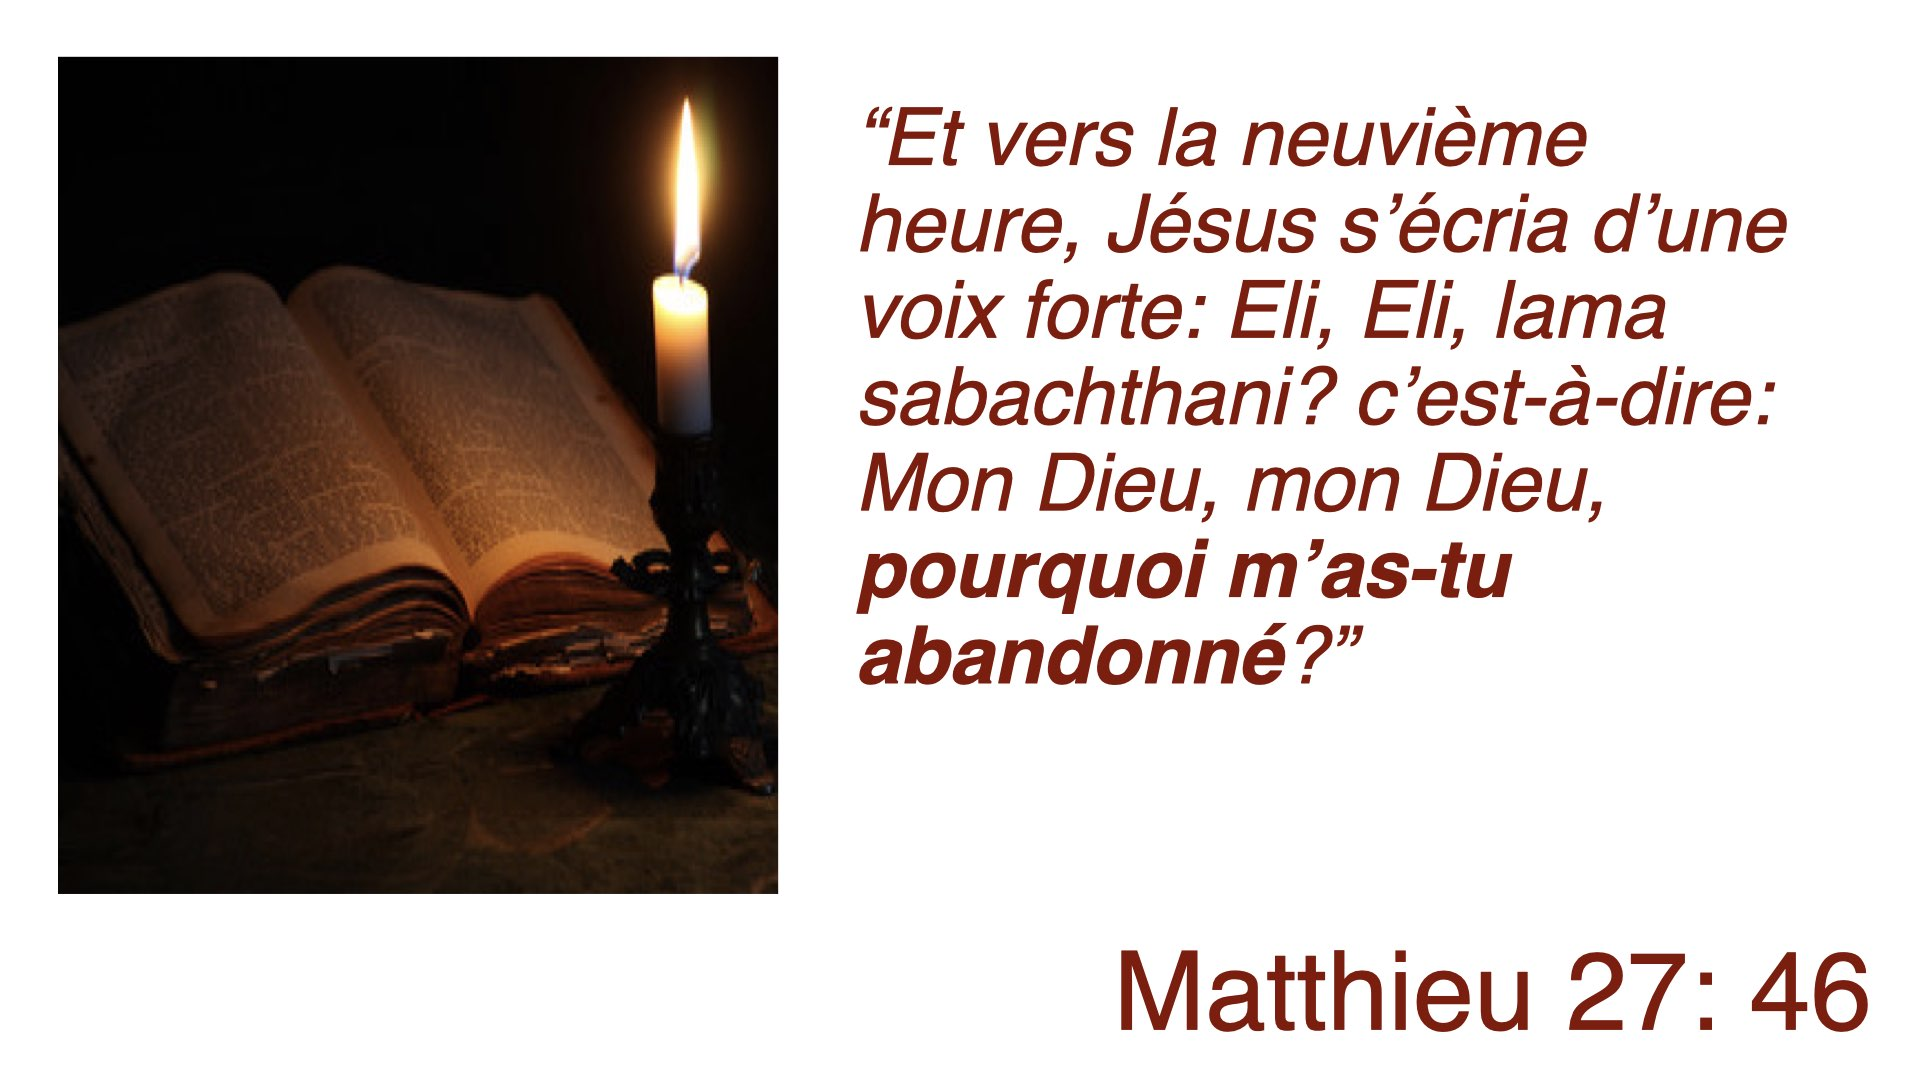 “Et vers la neuvième
heure, Jésus s’écria d’une
voix forte: Eli, Eli, lama
sabachthani? c’est-à-dire:
Mon Dieu, mon Dieu,
pourquoi m’as-tu
abandonné?”
Matthieu 27: 46